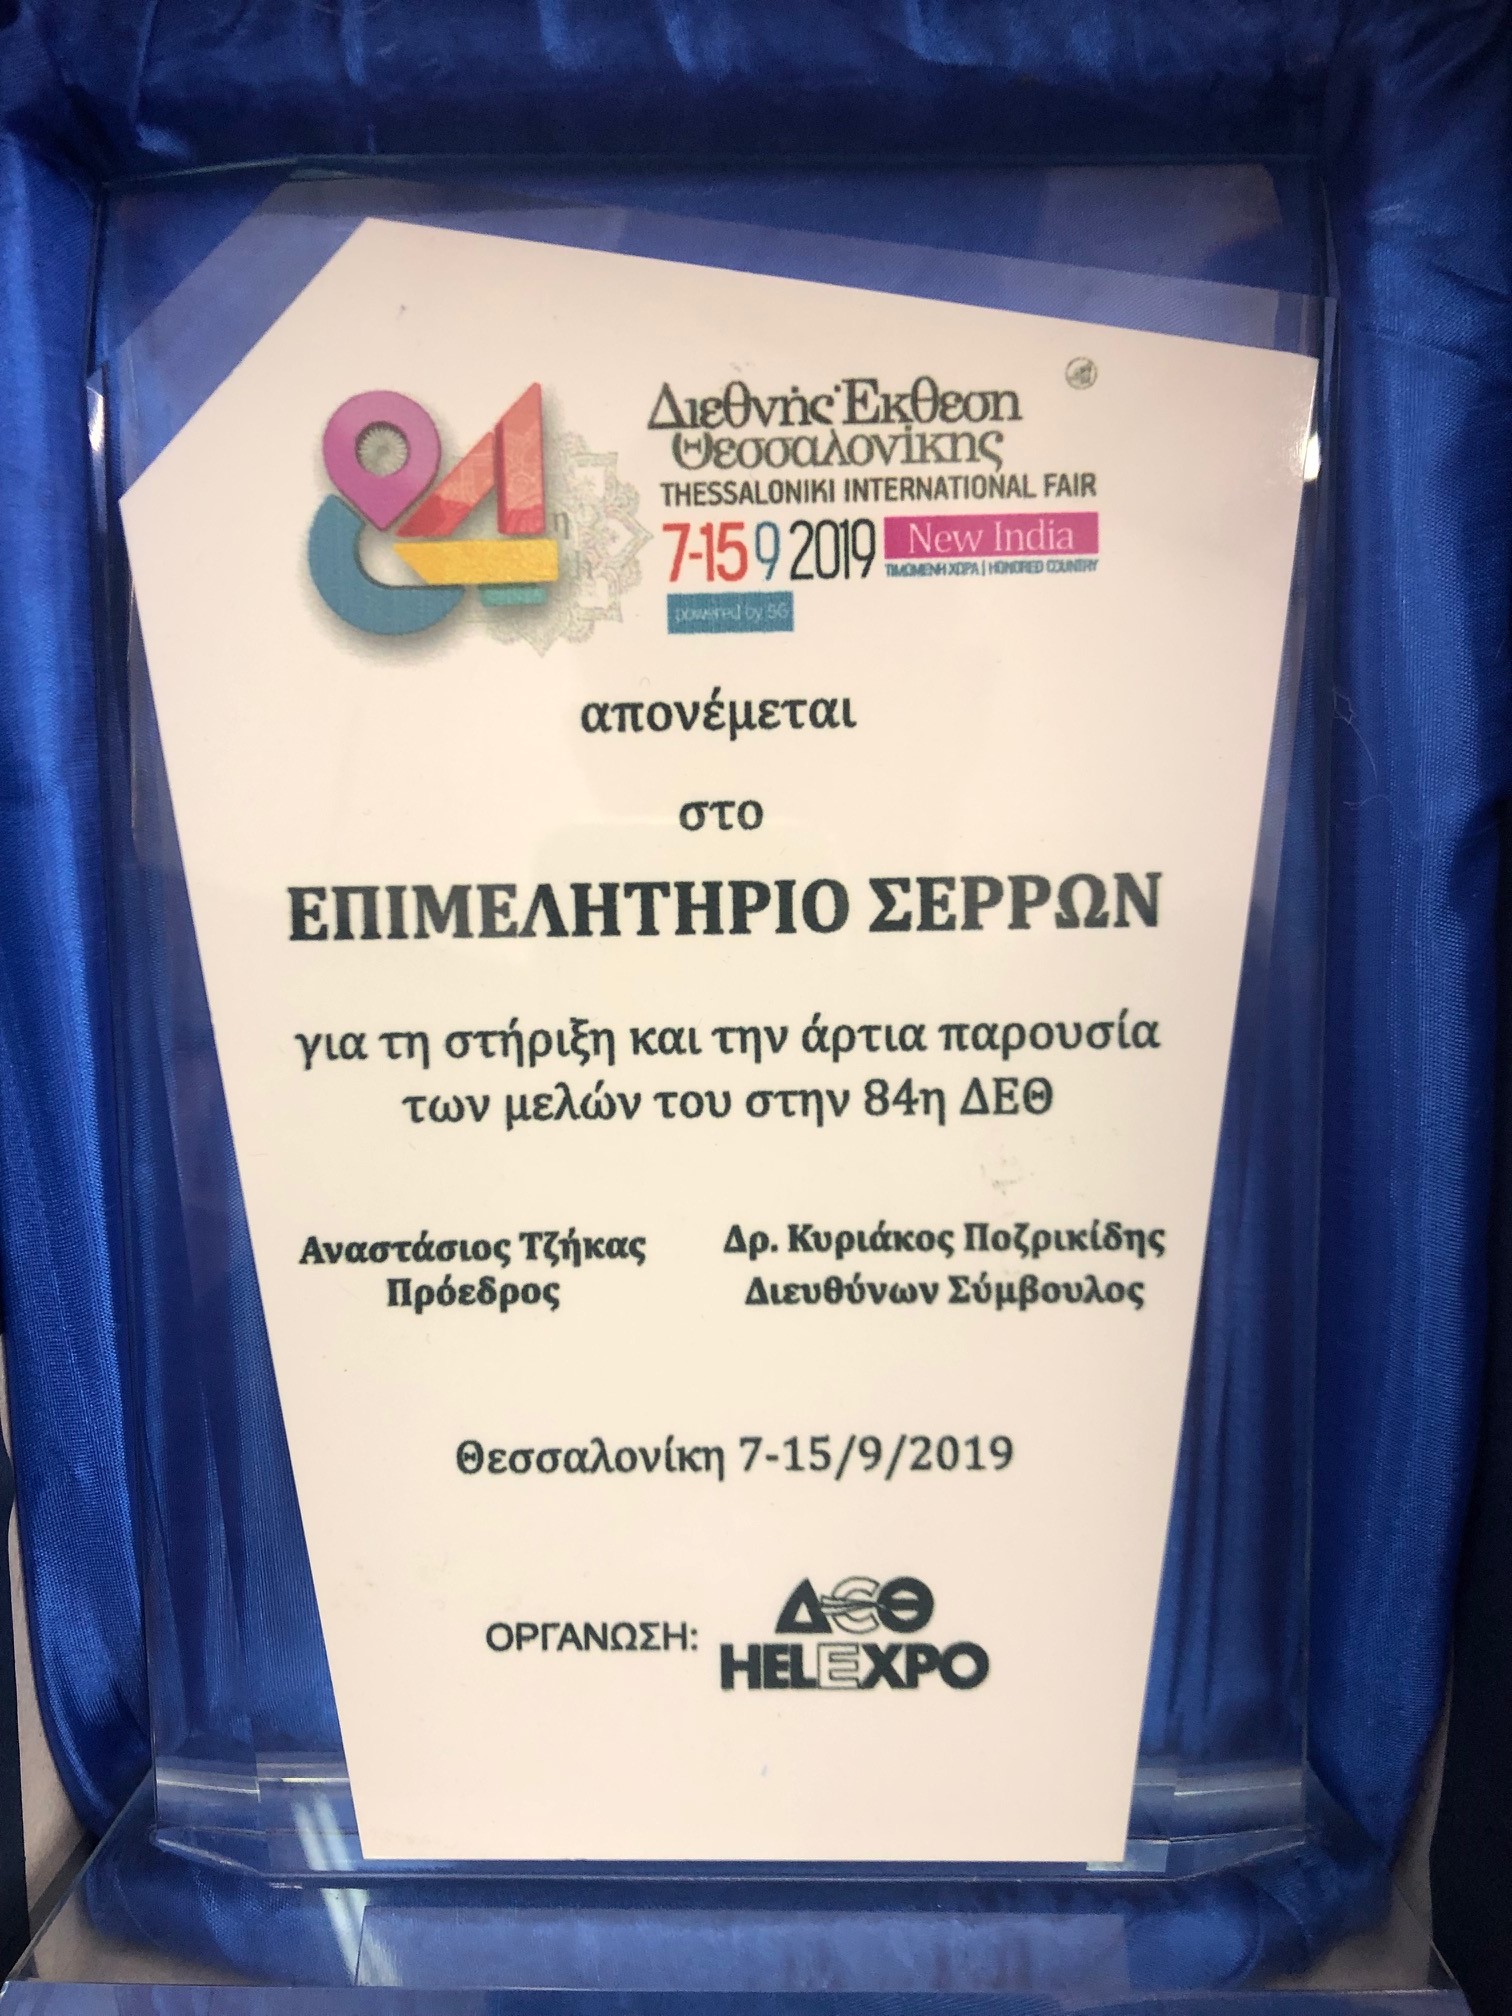 84η
Διεθνής Έκθεση
Θεσσαλονίκης
THESSALONIKI INTERNATIONAL FAIR
7-15 9 2019 New India
ΤΙΜΩΜΕΝΗ ΧΩΡΑ | HONORED COUNTRY
powered by 5G
απονέμεται
στο
ΕΠΙΜΕΛΗΤΗΡΙΟ ΣΕΡΡΩΝ
για τη στήριξη και την άρτια παρουσία
των μελών του στην 84η ΔΕΘ
Αναστάσιος Τζήκας Δρ. Κυριάκος Ποζρικίδης
Πρόεδρος Διευθύνων Σύμβουλος
Θεσσαλονίκη 7-15/9/2019
ΟΡΓΑΝΩΣΗ: ΔΕΘ
HELEXPO